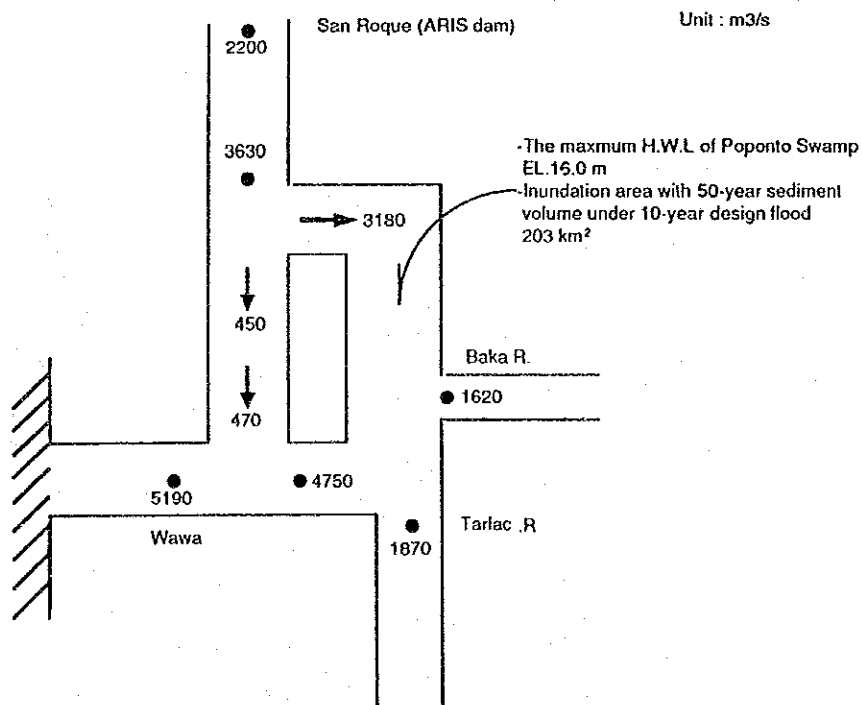 San Roque (ARIS dam)
Unit : m3/s
2200
3630
-The maxmum H.W.L of Poponto Swamp
EL.16.0 m
-Inundation area with 50-year sediment
volume under 10-year design flood
203 km²
3180
450
Baka R.
470
1620
4750
5190
Wawa
Tarlac .R
1870